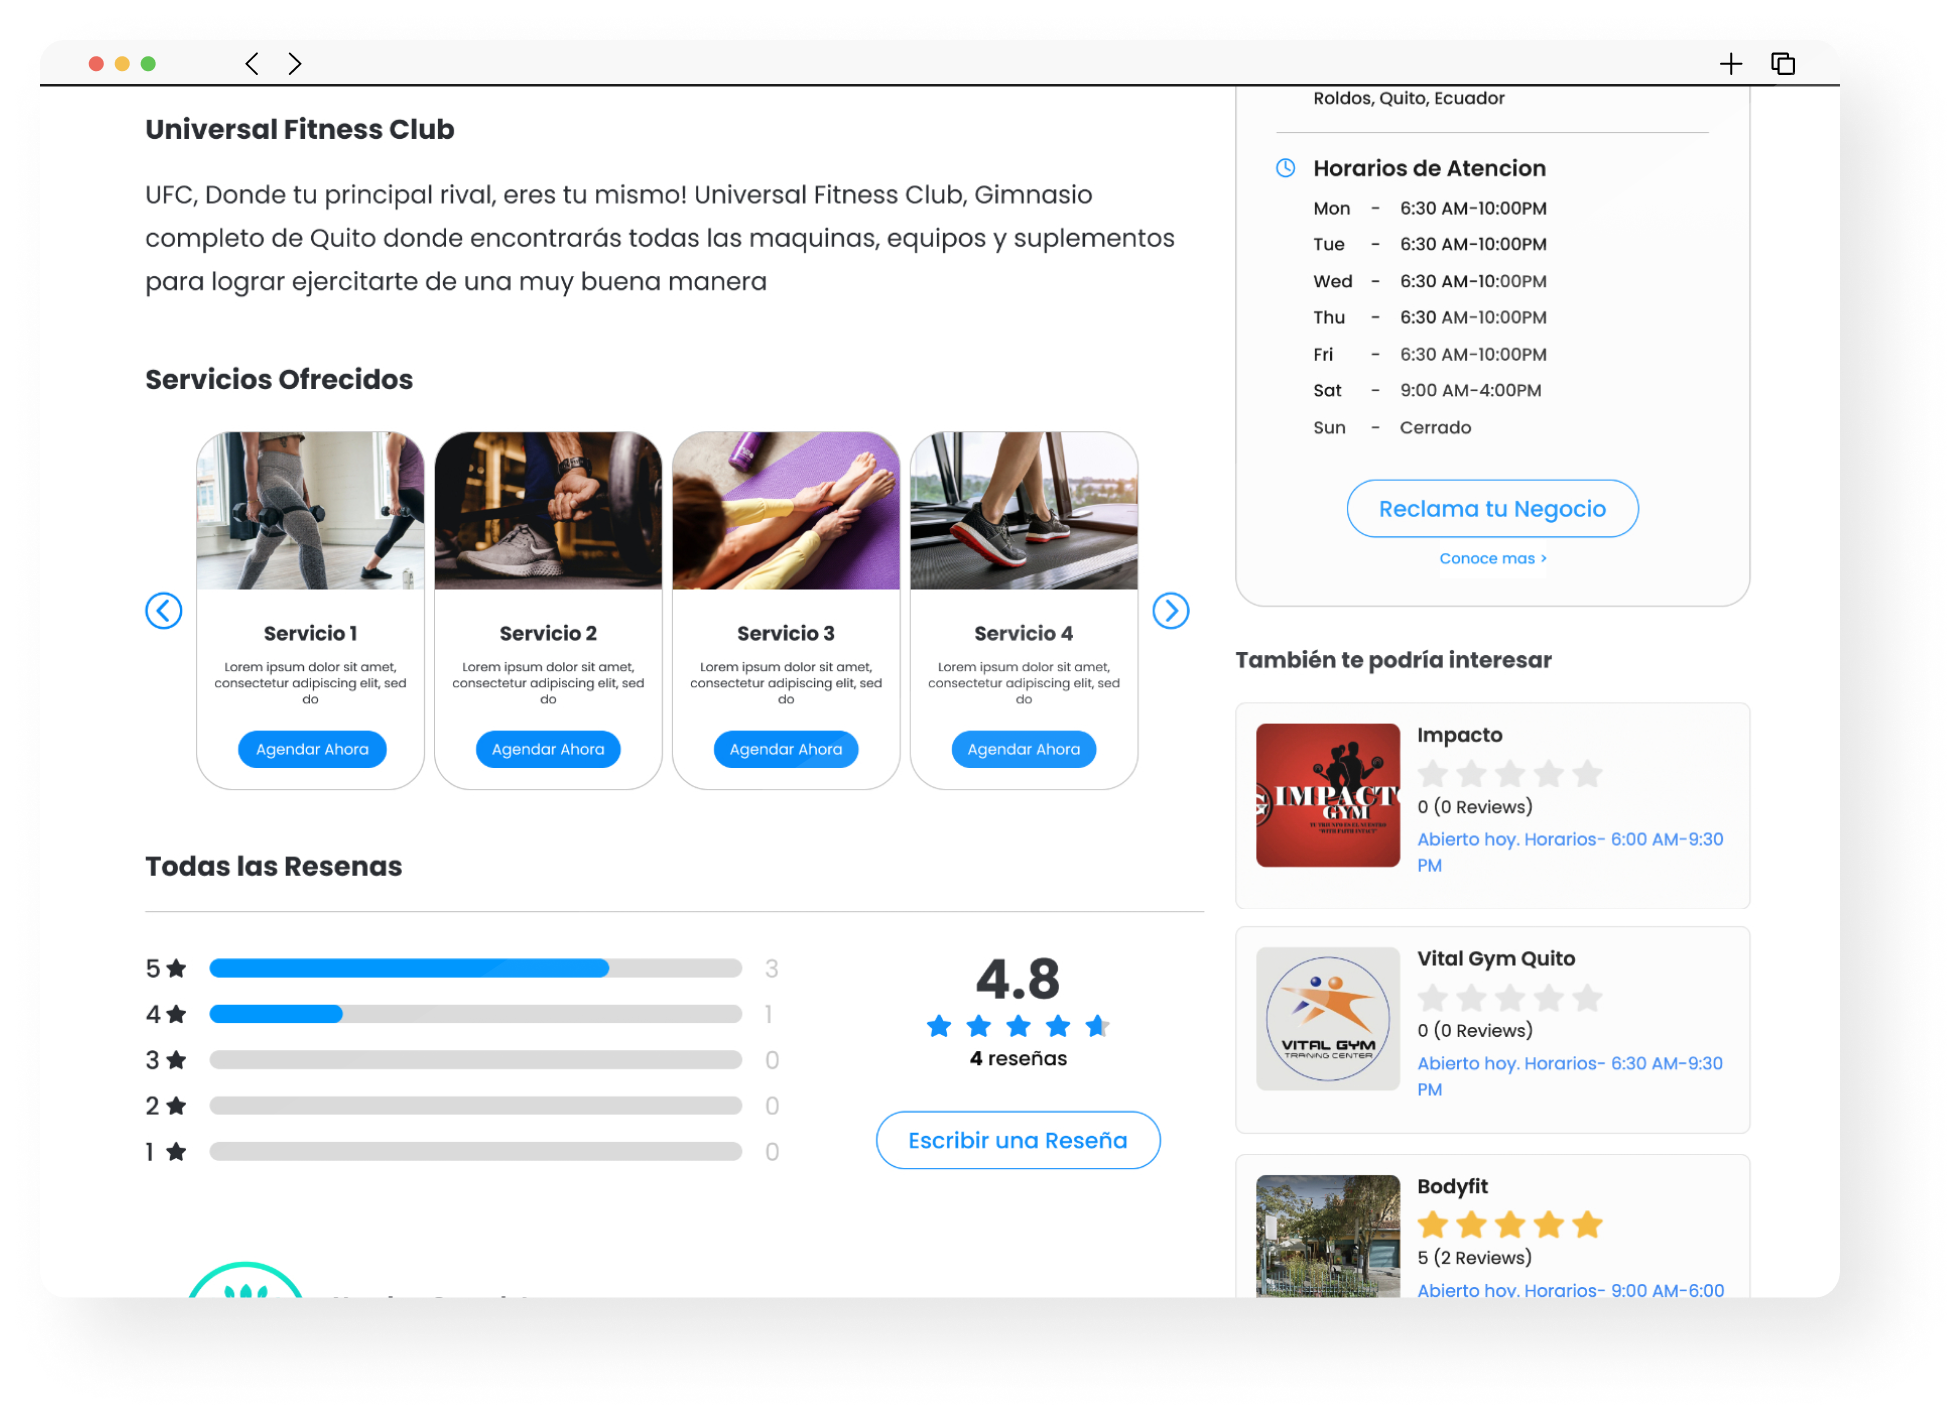 Universal Fitness Club
UFC, Donde tu principal rival, eres tu mismo! Universal Fitness Club, Gimnasio
completo de Quito donde encontrarás todas las maquinas, equipos y suplementos
para lograr ejercitarte de una muy buena manera
Servicios Ofrecidos
Servicio 1
Lorem ipsum dolor sit amet,
consectetur adipiscing elit, sed
do
Agendar Ahora
Servicio 2
Lorem ipsum dolor sit amet,
consectetur adipiscing elit, sed
do
Agendar Ahora
Servicio 3
Lorem ipsum dolor sit amet,
consectetur adipiscing elit, sed
do
Agendar Ahora
Servicio 4
Lorem ipsum dolor sit amet,
consectetur adipiscing elit, sed
do
Agendar Ahora
Todas las Resenas
5 3
4 1
3 0
2 0
1 0
4.8
4 reseñas
Escribir una Reseña
Roldos, Quito, Ecuador
Horarios de Atencion
Mon - 6:30 AM-10:00PM
Tue - 6:30 AM-10:00PM
Wed - 6:30 AM-10:00PM
Thu - 6:30 AM-10:00PM
Fri - 6:30 AM-10:00PM
Sat - 9:00 AM-4:00PM
Sun - Cerrado
Reclama tu Negocio
Conoce mas >
También te podría interesar
IMPACTO
GYM
Impacto
0 (0 Reviews)
Abierto hoy. Horarios- 6:00 AM-9:30
PM
VITAL GYM
TRAINING CENTER
Vital Gym Quito
0 (0 Reviews)
Abierto hoy. Horarios- 6:30 AM-9:30
PM
Bodyfit
5 (2 Reviews)
Abierto hoy. Horarios- 9:00 AM-6:00